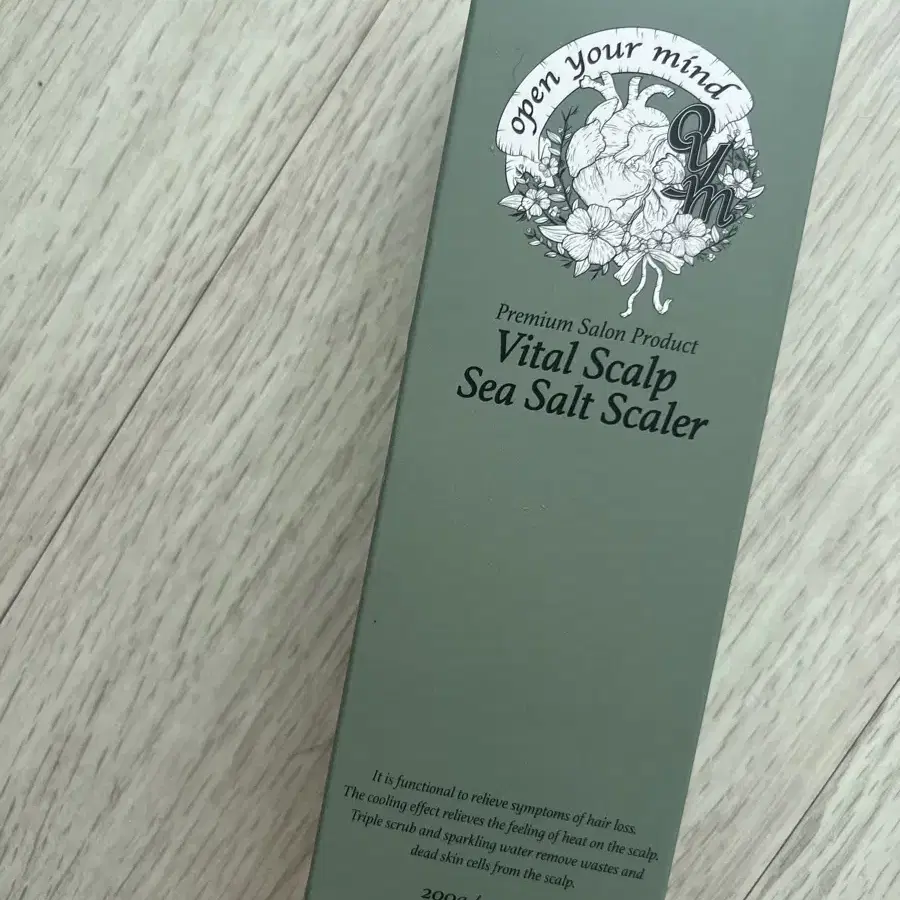 open your mind
OYM
Premium Salon Product
Vital Scalp
Sea Salt Scaler
It is functional to relieve symptoms of hair loss.
The cooling effect relieves the feeling of heat on the scalp.
Triple scrub and sparkling water remove wastes and
dead skin cells from the scalp.